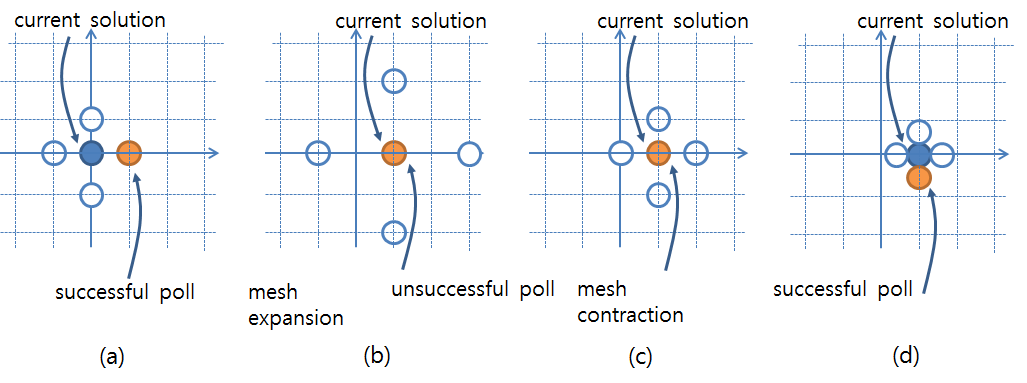 current solution
successful poll
(a)
current solution
mesh
expansion
unsuccessful poll
(b)
current solution
mesh
contraction
(c)
current solution
successful poll
(d)